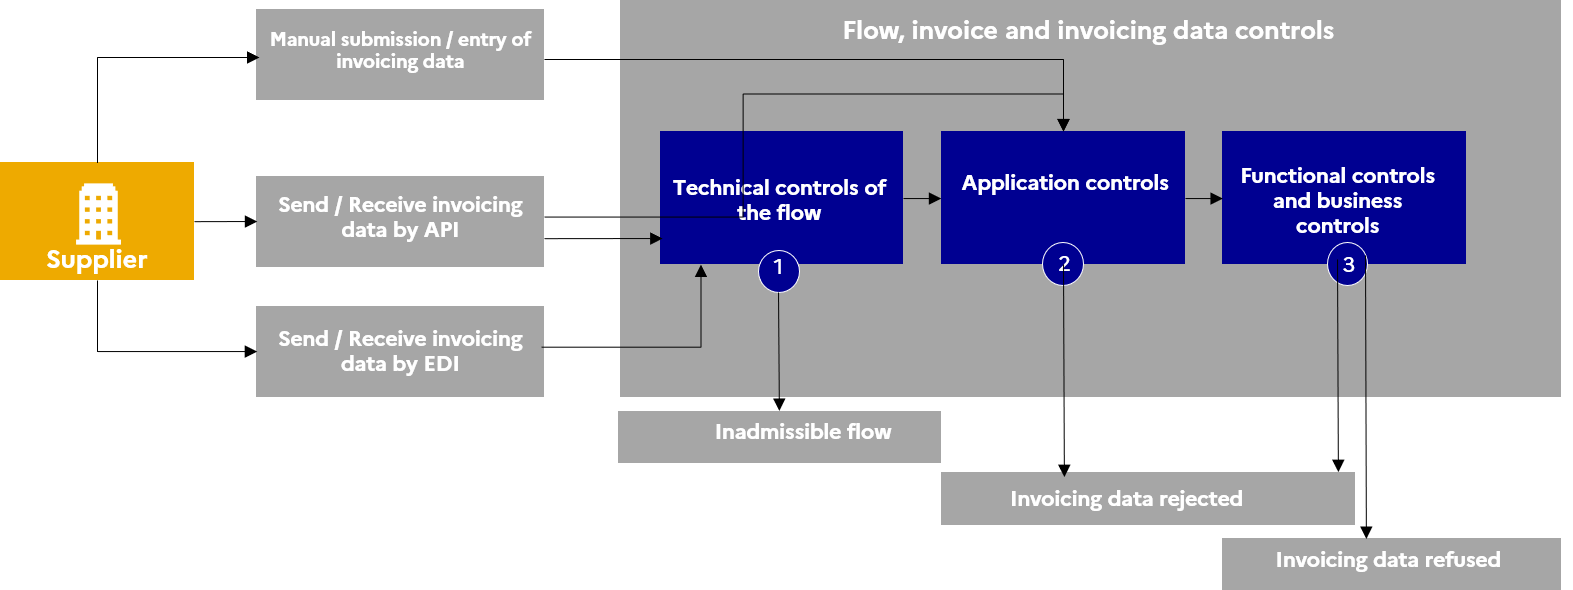 Flow, invoice and invoicing data controls
Manual submission / entry of
invoicing data
Supplier
Send / Receive invoicing
data by API
Send / Receive invoicing
data by EDI
Technical controls of
the flow
1
Application controls
2
Functional controls
and business
controls
3
Inadmissible flow
Invoicing data rejected
Invoicing data refused